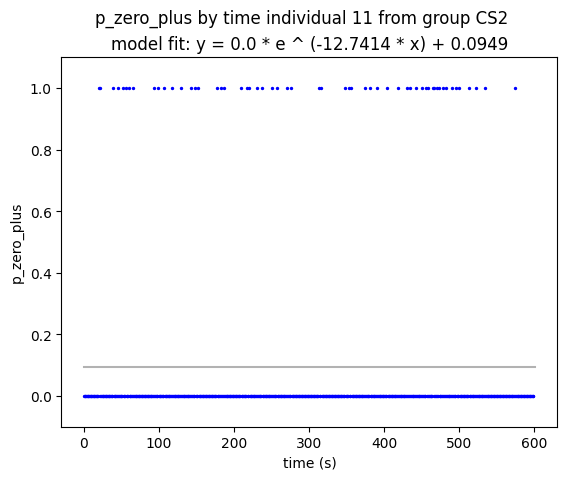 p_zero_plus by time individual 11 from group CS2
model fit: y = 0.0 * e ^ (-12.7414 * x) + 0.0949
1.0
0.8
0.6
0.4
0.2
0.0
p_zero_plus
0 100 200 300 400 500 600
time (s)